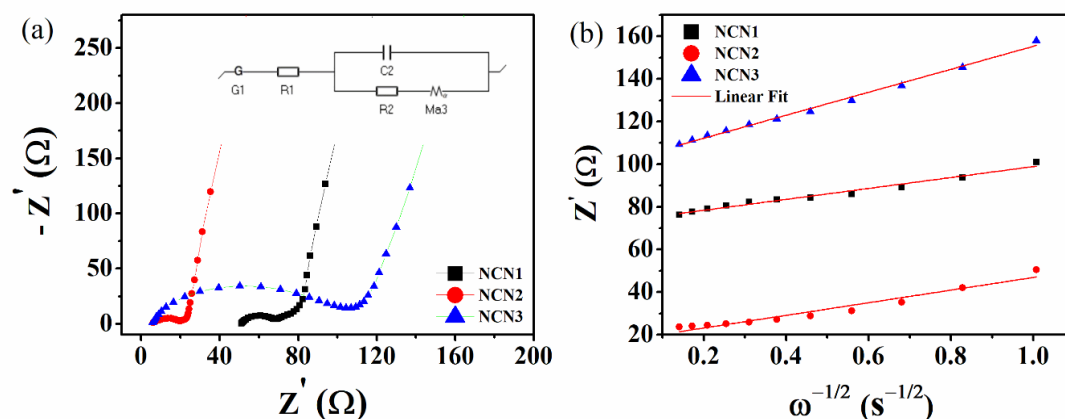 (a)
-Z' (Ω)
250
200
150
100
50
0
0
40
80
120
160
200
Z' (Ω)
G
G1
R1
C2
R2
Ma3
NCN1
NCN2
NCN3
(b)
Z' (Ω)
160
140
120
100
80
60
40
20
0.2
0.4
0.6
0.8
1.0
ω⁻¹/² (s⁻¹/²)
NCN1
NCN2
NCN3
Linear Fit